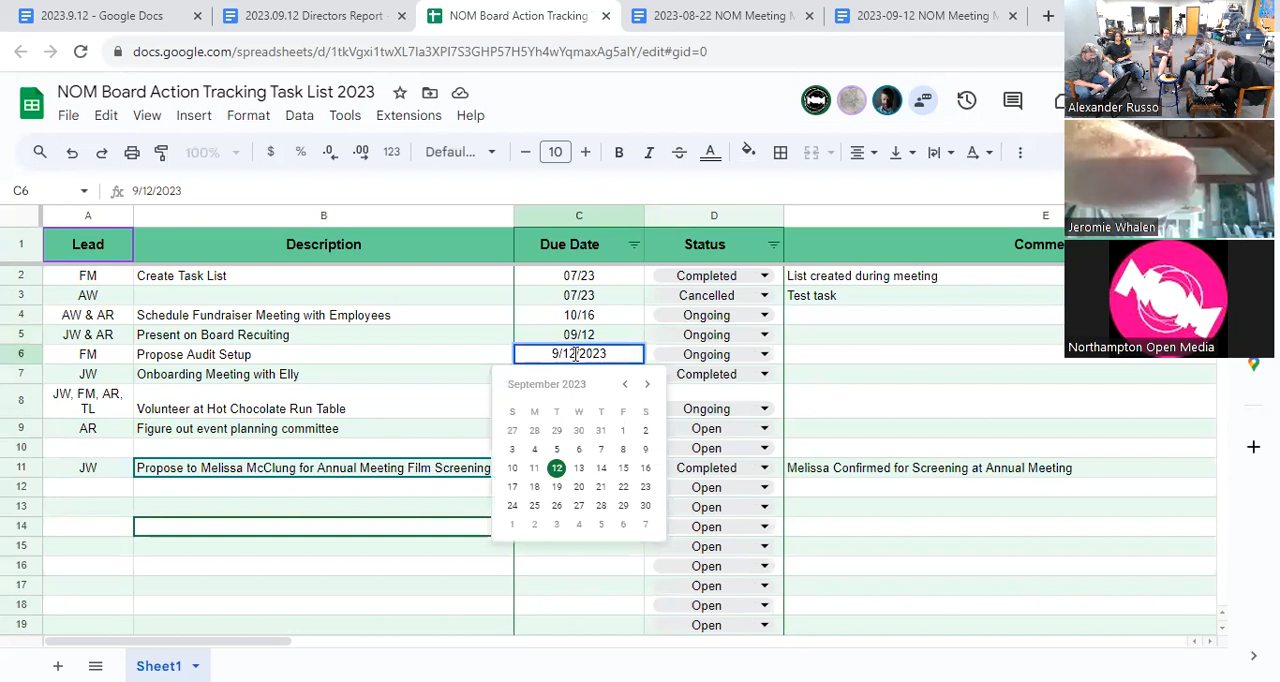 2023.9.12 - Google Docs
2023.09.12 Directors Report -
NOM Board Action Tracking
2023-08-22 NOM Meeting
2023-09-12 NOM Meeting
docs.google.com/spreadsheets/d/1tkVgxi1twXL7Ia3XPI7S3GHP57H5Yh4wYqmaxAg5aIY/edit#gid=0
NOM Board Action Tracking Task List 2023
File Edit View Insert Format Data Tools Extensions Help
100% $ % .0 .00 123 Defaul... - 10 + B I A
C6 fx 9/12/2023
A B C D E
1 Lead Description Due Date Status Comme
2 FM Create Task List 07/23 Completed List created during meeting
3 AW 07/23 Cancelled Test task
4 AW & AR Schedule Fundraiser Meeting with Employees 10/16 Ongoing
5 JW & AR Present on Board Recuiting 09/12 Ongoing
6 FM Propose Audit Setup 9/12/2023 Ongoing
7 JW Onboarding Meeting with Elly Completed
8 JW, FM, AR,
TL Volunteer at Hot Chocolate Run Table Ongoing
9 AR Figure out event planning committee Open
10 Open
11 JW Propose to Melissa McClung for Annual Meeting Film Screening Completed Melissa Confirmed for Screening at Annual Meeting
12 Open
13 Open
14 Open
15 Open
16 Open
17 Open
18 Open
19 Open
September 2023
S M T W T F S
27 28 29 30 31 1 2
3 4 5 6 7 8 9
10 11 12 13 14 15 16
17 18 19 20 21 22 23
24 25 26 27 28 29 30
1 2 3 4 5 6 7
Sheet1
Alexander Russo
Jeromie Whalen
NOM
Northampton Open Media